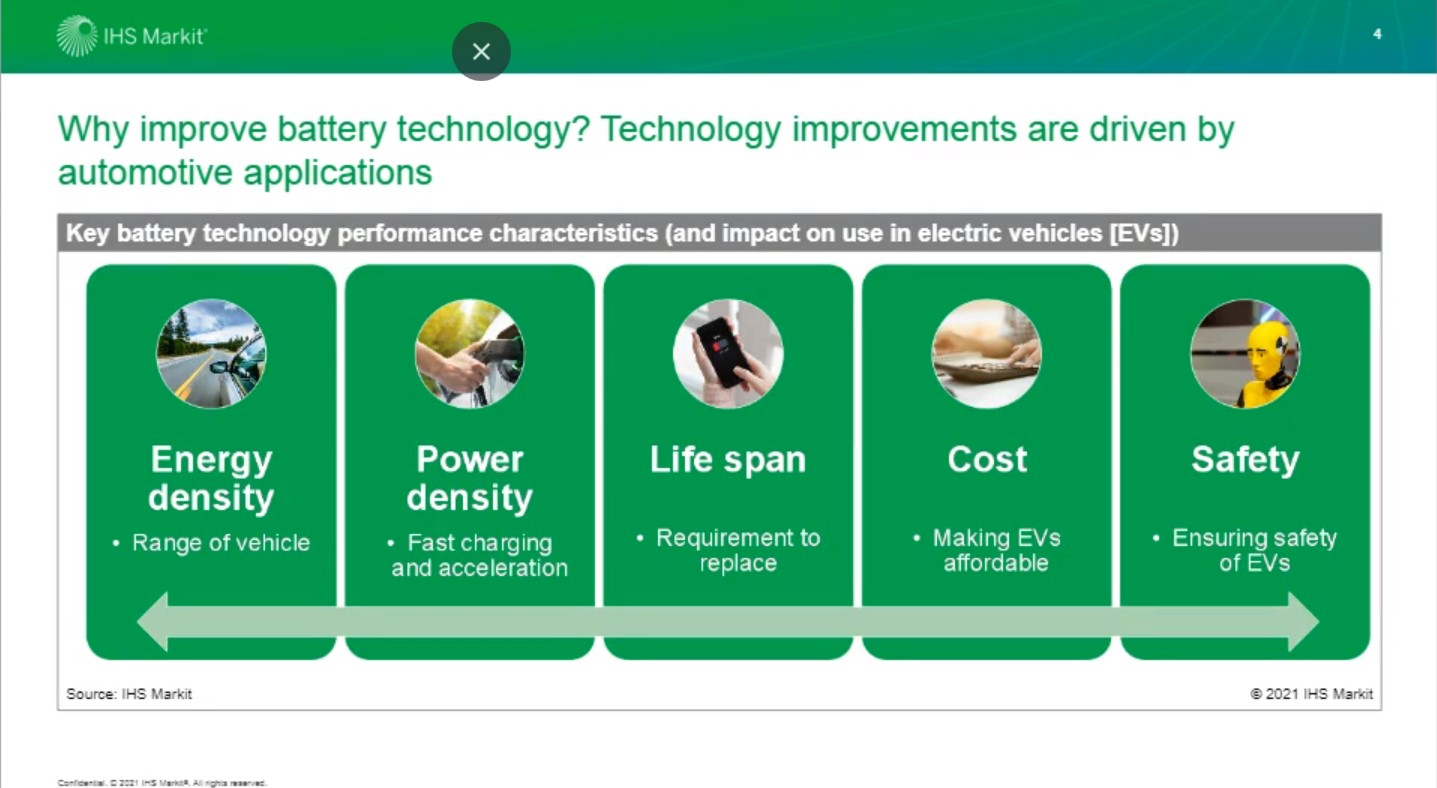 IHS Markit®
4
Why improve battery technology? Technology improvements are driven by
automotive applications
Key battery technology performance characteristics (and impact on use in electric vehicles [EVs])
Energy
density
• Range of vehicle
Power
density
• Fast charging
and acceleration
Life span
• Requirement to
replace
Cost
• Making EVs
affordable
Safety
• Ensuring safety
of EVs
Source: IHS Markit
© 2021 IHS Markit
Confidential. © 2021 IHS Markit®. All rights reserved.